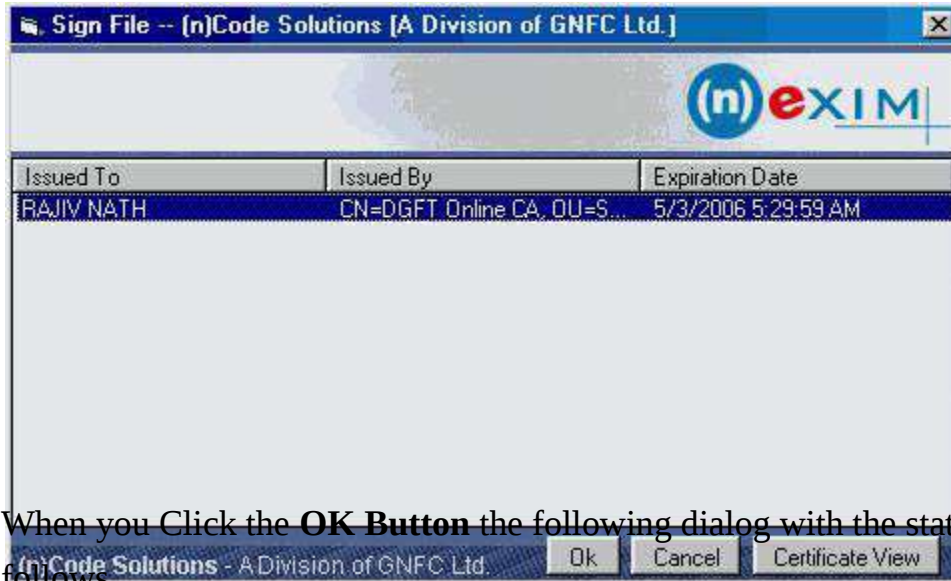 Sign File -- (n)Code Solutions [A Division of GNFC Ltd.]
(n)exim
Issued To Issued By Expiration Date
RAJIV NATH CN=DGFT Online CA, OU=S... 5/3/2006 5:29:59 AM
When you Click the OK Button the following dialog with the stat
(n)Code Solutions - A Division of GNFC Ltd. Ok Cancel Certificate View
follows